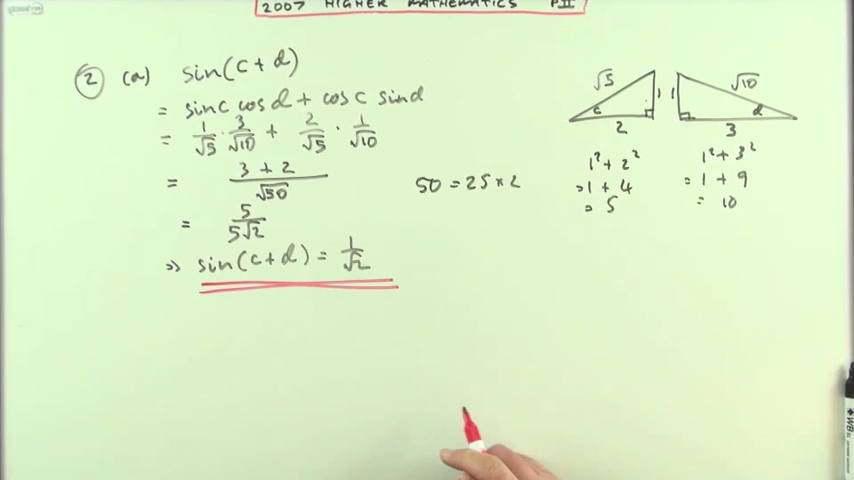 2007 HIGHER MATHEMATICS PII
② (a) sin(c+d)
= sinc cosd + cosc sind
= 1/√5 · 3/√10 + 2/√5 · 1/√10
= 3+2/√50
50 = 25×2
= 5/5√2
⇒ sin(c+d) = 1/√2
√5 1 c 2
1 √10 d 3
1²+2²
=1+4
= 5
1²+3²
= 1+9
= 10